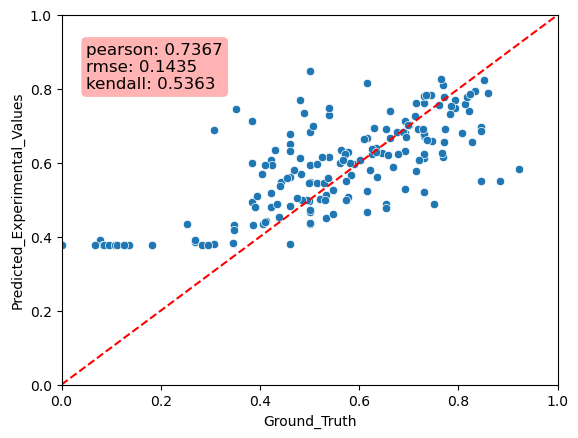 pearson: 0.7367
rmse: 0.1435
kendall: 0.5363
Predicted_Experimental_Values
1.0
0.8
0.6
0.4
0.2
0.0
0.0 0.2 0.4 0.6 0.8 1.0
Ground_Truth